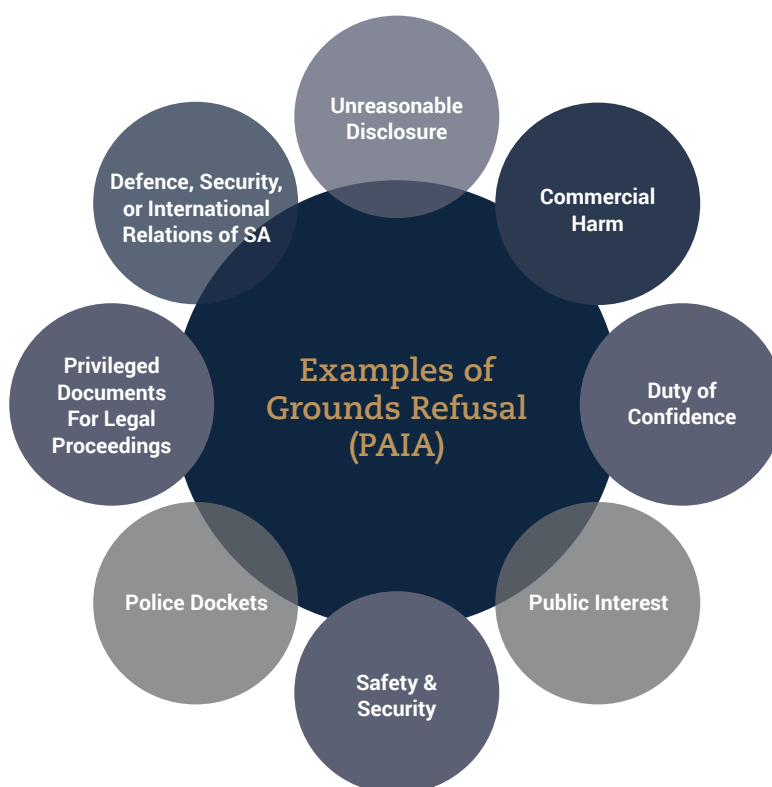 Unreasonable
Disclosure
Defence, Security,
or International
Relations of SA
Commercial
Harm
Examples of
Grounds Refusal
(PAIA)
Privileged
Documents
For Legal
Proceedings
Duty of
Confidence
Police Dockets
Public Interest
Safety &
Security